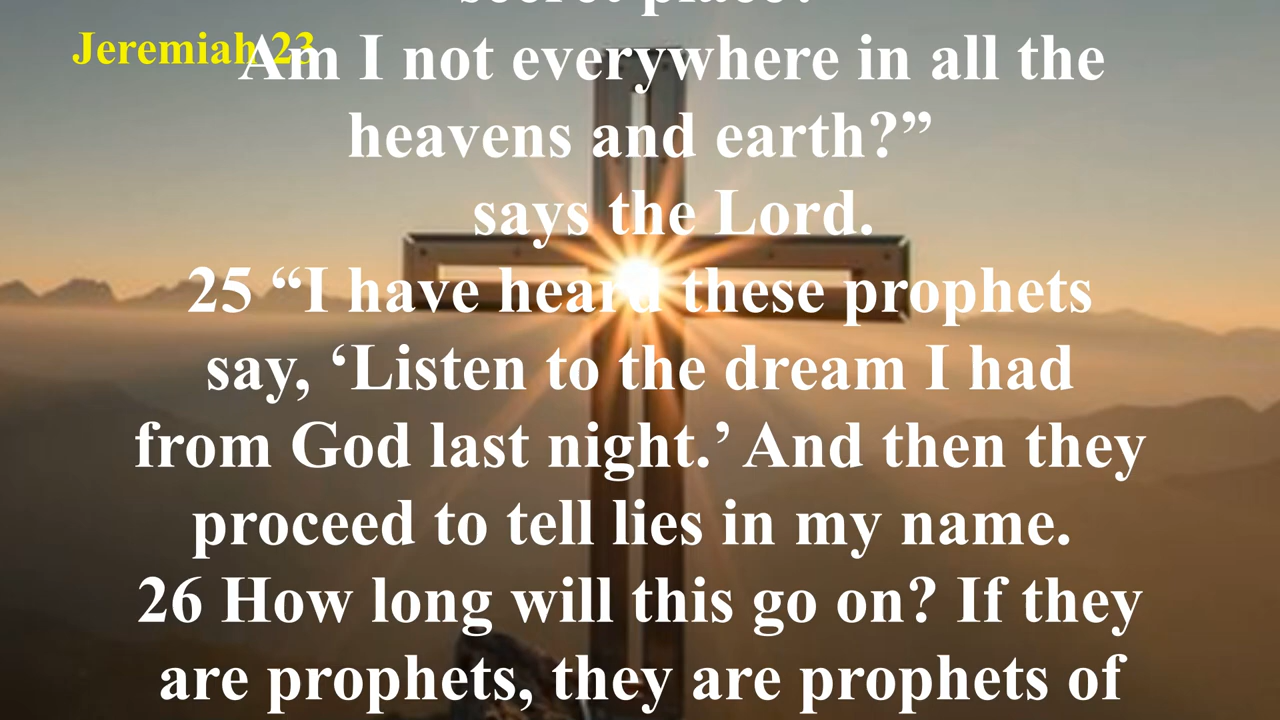 secret place?
Jeremiah 23
Am I not everywhere in all the
heavens and earth?”
says the Lord.
25 “I have heard these prophets
say, ‘Listen to the dream I had
from God last night.’ And then they
proceed to tell lies in my name.
26 How long will this go on? If they
are prophets, they are prophets of